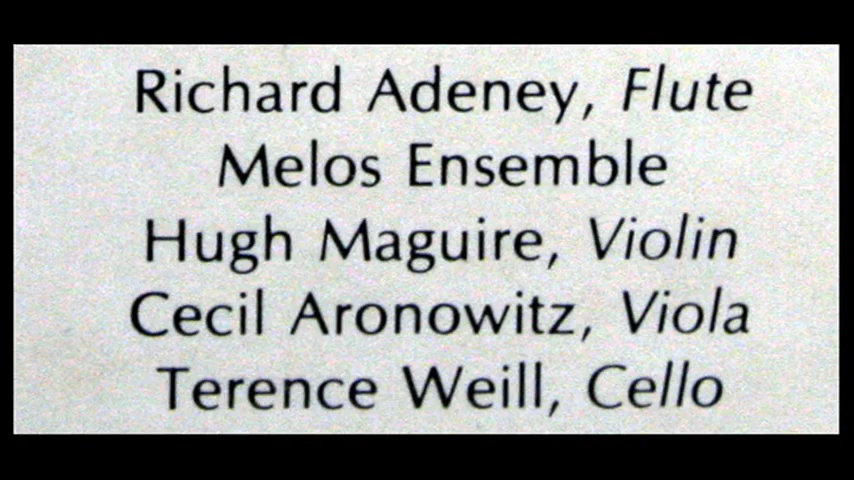 Richard Adeney, Flute
Melos Ensemble
Hugh Maguire, Violin
Cecil Aronowitz, Viola
Terence Weill, Cello